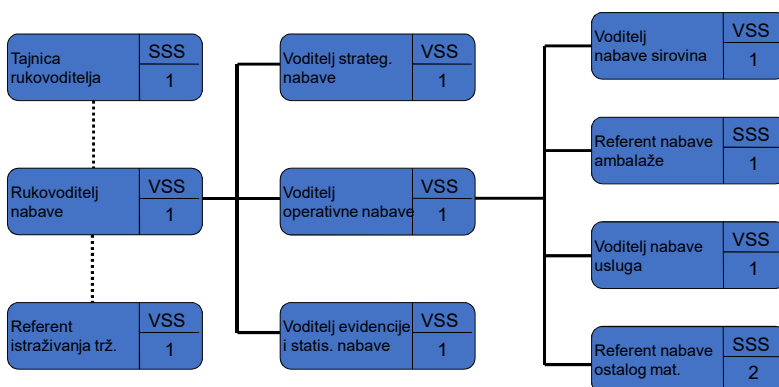 Tajnica
rukovoditelja
SSS
1
Rukovoditelj
nabave
VSS
1
Referent
istraživanja trž.
VSS
1
Voditelj strateg.
nabave
VSS
1
Voditelj
operativne nabave
VSS
1
Voditelj evidencije
i statis. nabave
VSS
1
Voditelj
nabave sirovina
VSS
1
Referent nabave
ambalaže
SSS
1
Voditelj nabave
usluga
VSS
1
Referent nabave
ostalog mat.
SSS
2